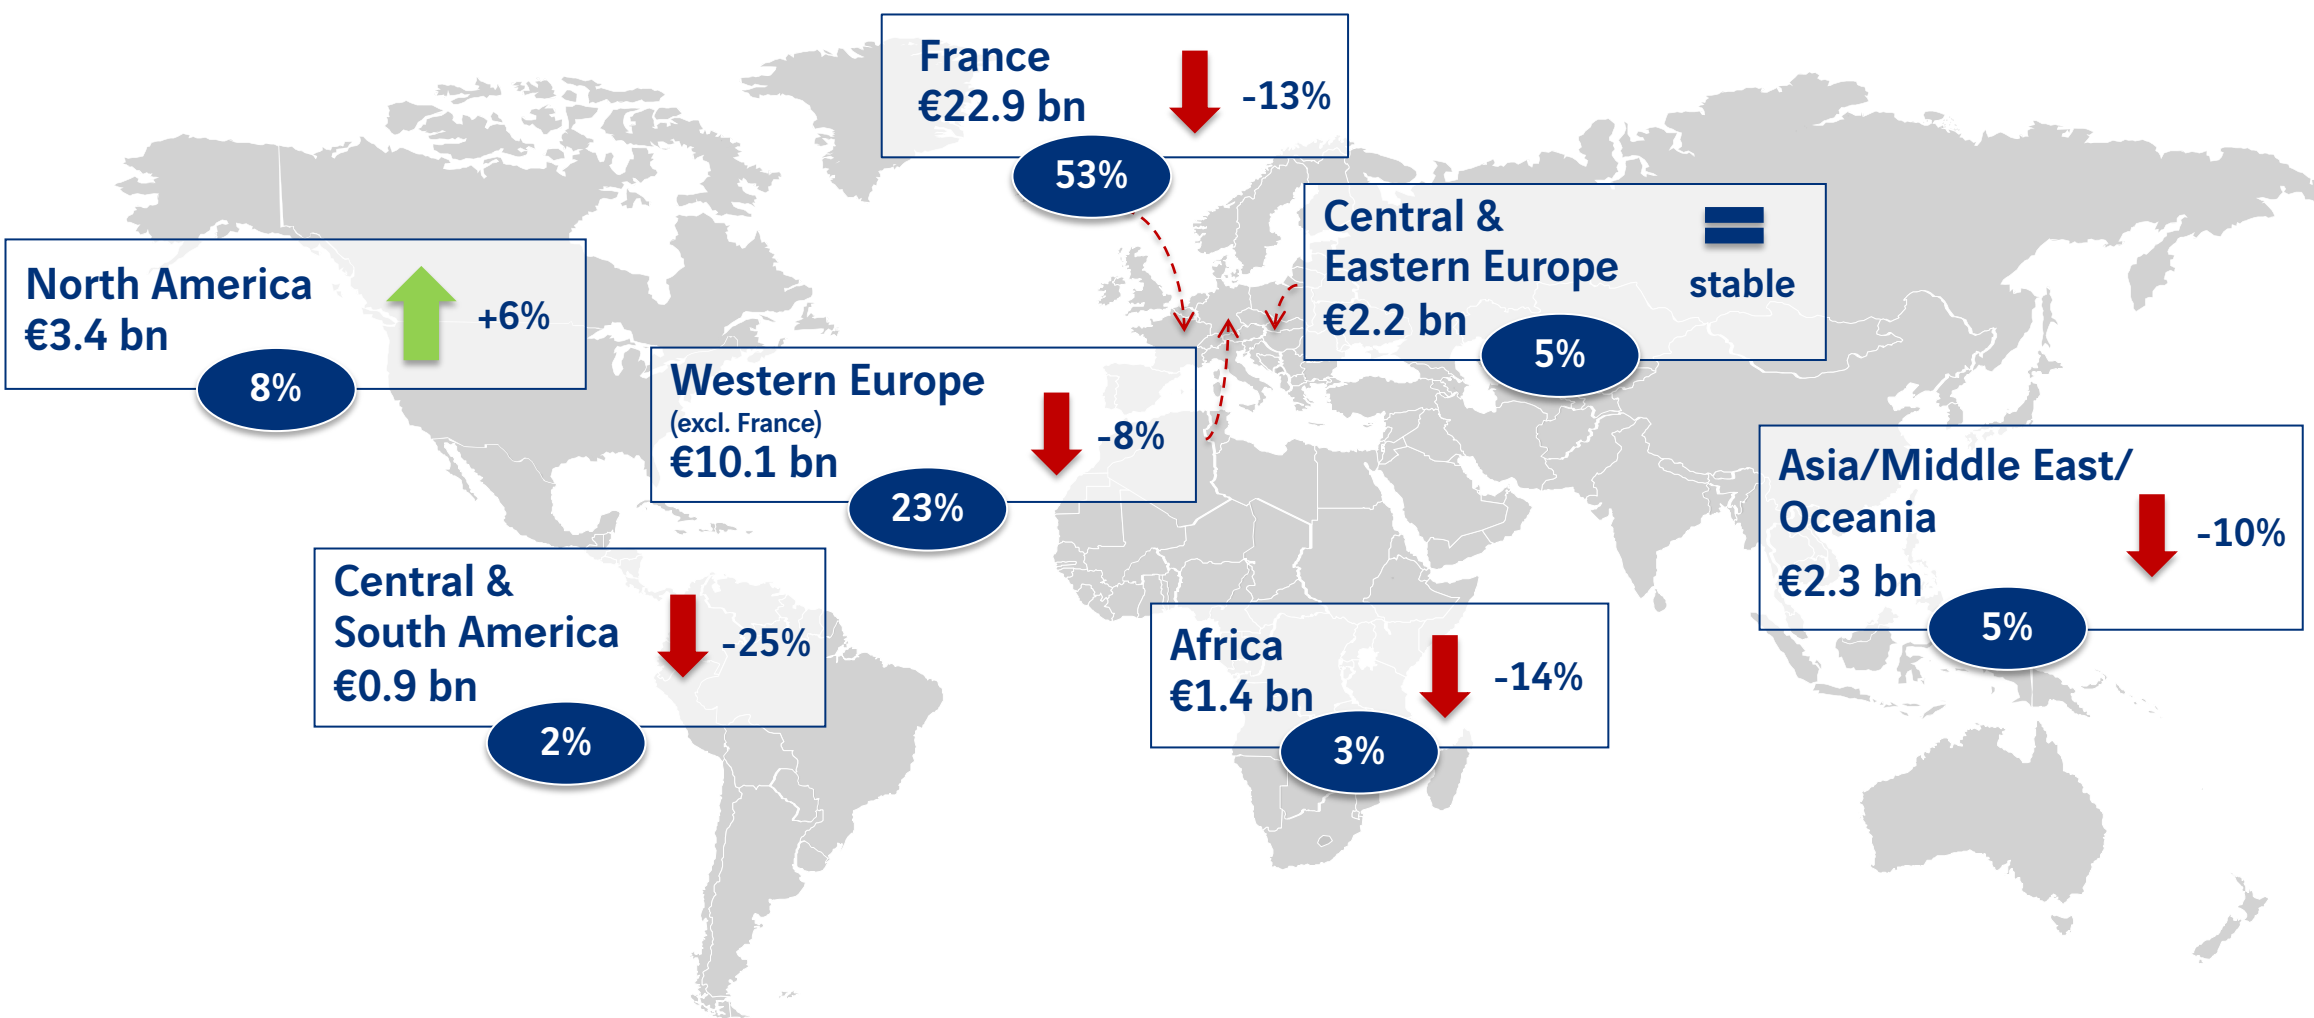 France
€22.9 bn
-13%
53%
Central &
Eastern Europe
€2.2 bn
stable
5%
North America
€3.4 bn
+6%
8%
Western Europe
(excl. France)
€10.1 bn
-8%
23%
Asia/Middle East/
Oceania
€2.3 bn
-10%
5%
Central &
South America
€0.9 bn
-25%
2%
Africa
€1.4 bn
-14%
3%